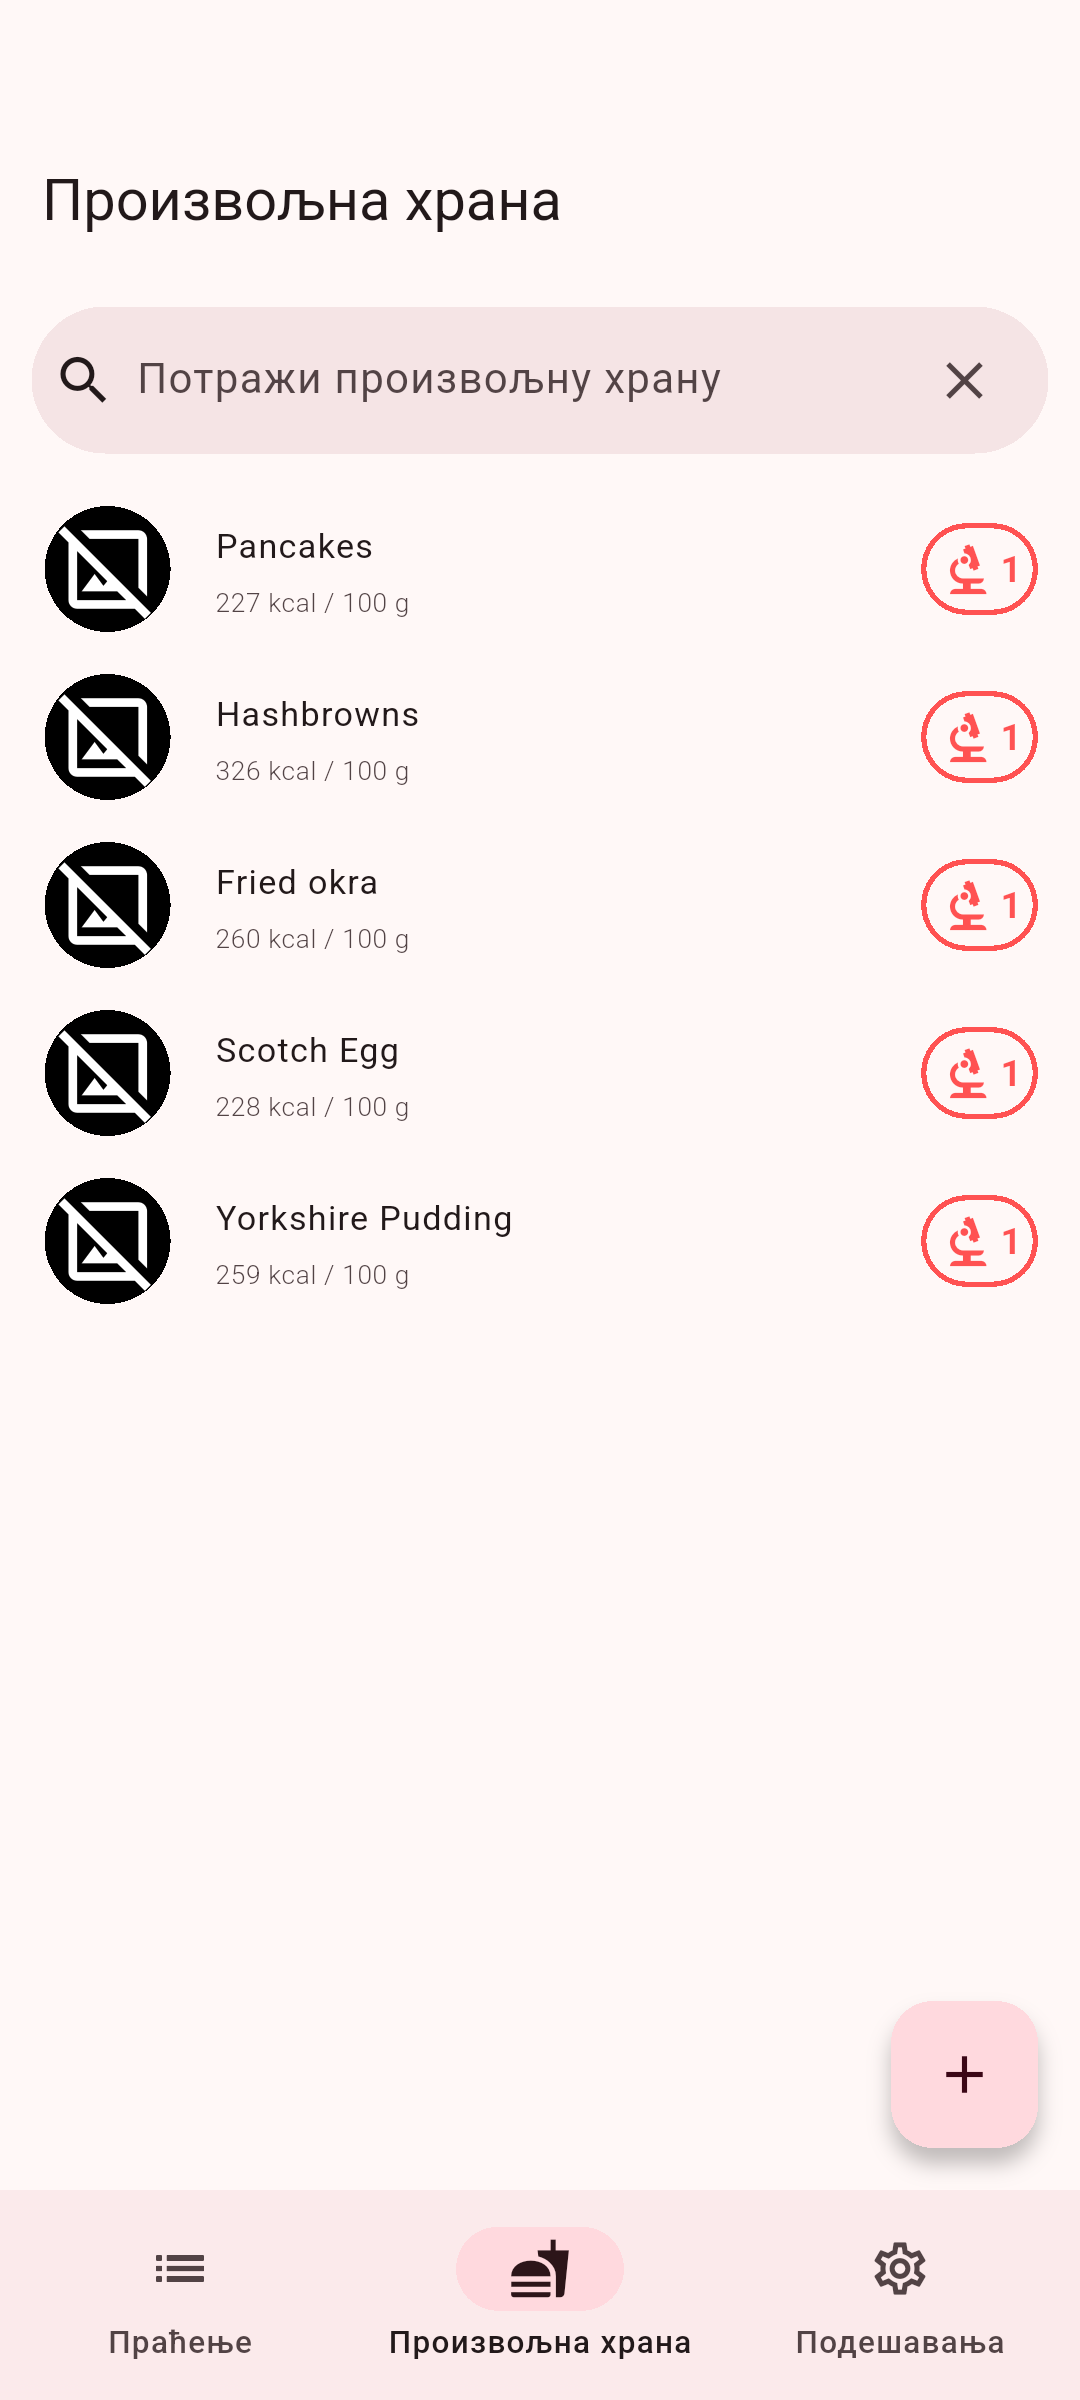 Произвољна храна
Потражи произвољну храну
Pancakes
227 kcal / 100 g
1
Hashbrowns
326 kcal / 100 g
1
Fried okra
260 kcal / 100 g
1
Scotch Egg
228 kcal / 100 g
1
Yorkshire Pudding
259 kcal / 100 g
1
Праћење
Произвољна храна
Подешавања